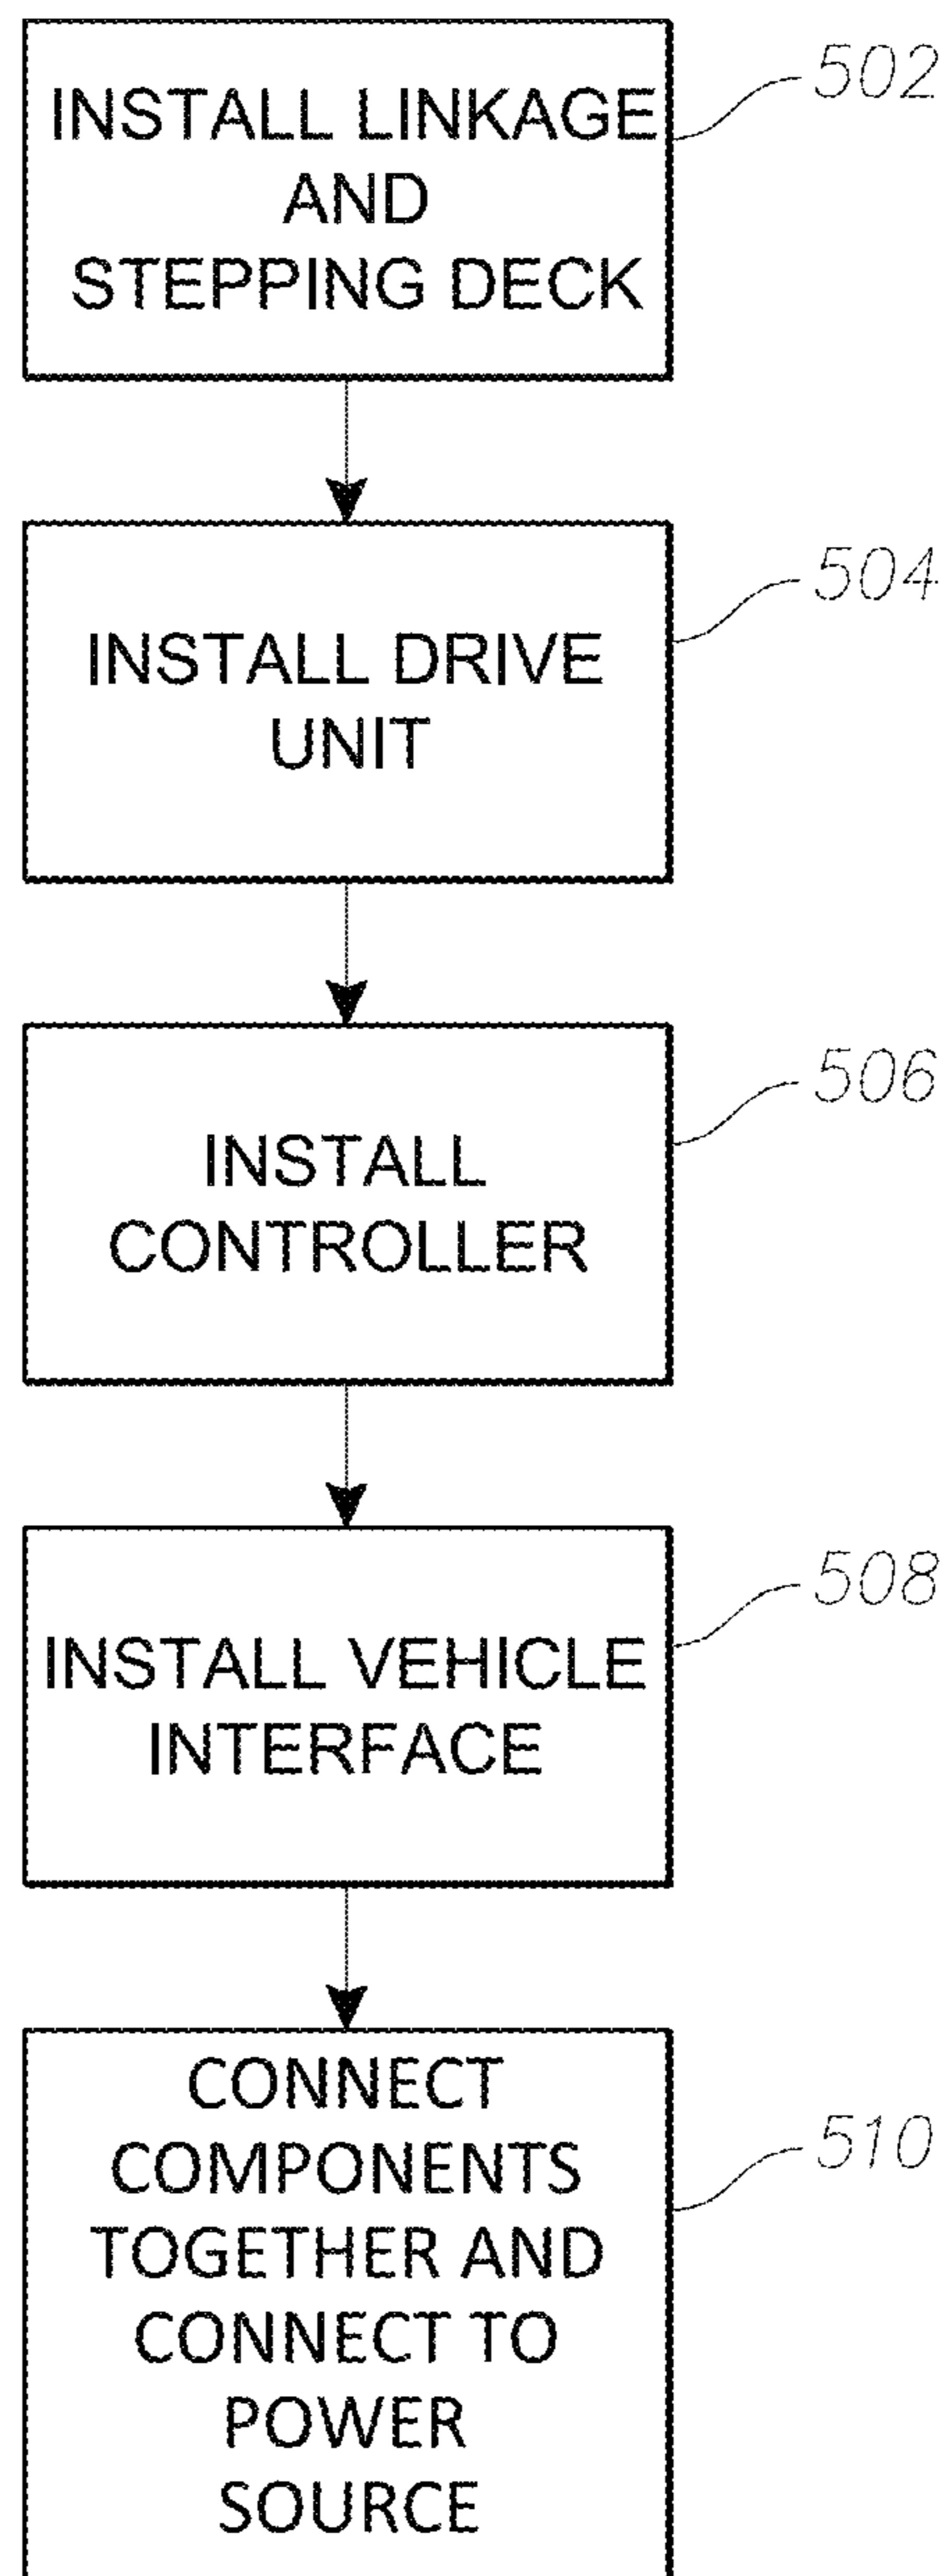 INSTALL LINKAGE
AND
STEPPING DECK
502
INSTALL DRIVE
UNIT
504
INSTALL
CONTROLLER
506
INSTALL VEHICLE
INTERFACE
508
CONNECT
COMPONENTS
TOGETHER AND
CONNECT TO
POWER
SOURCE
510